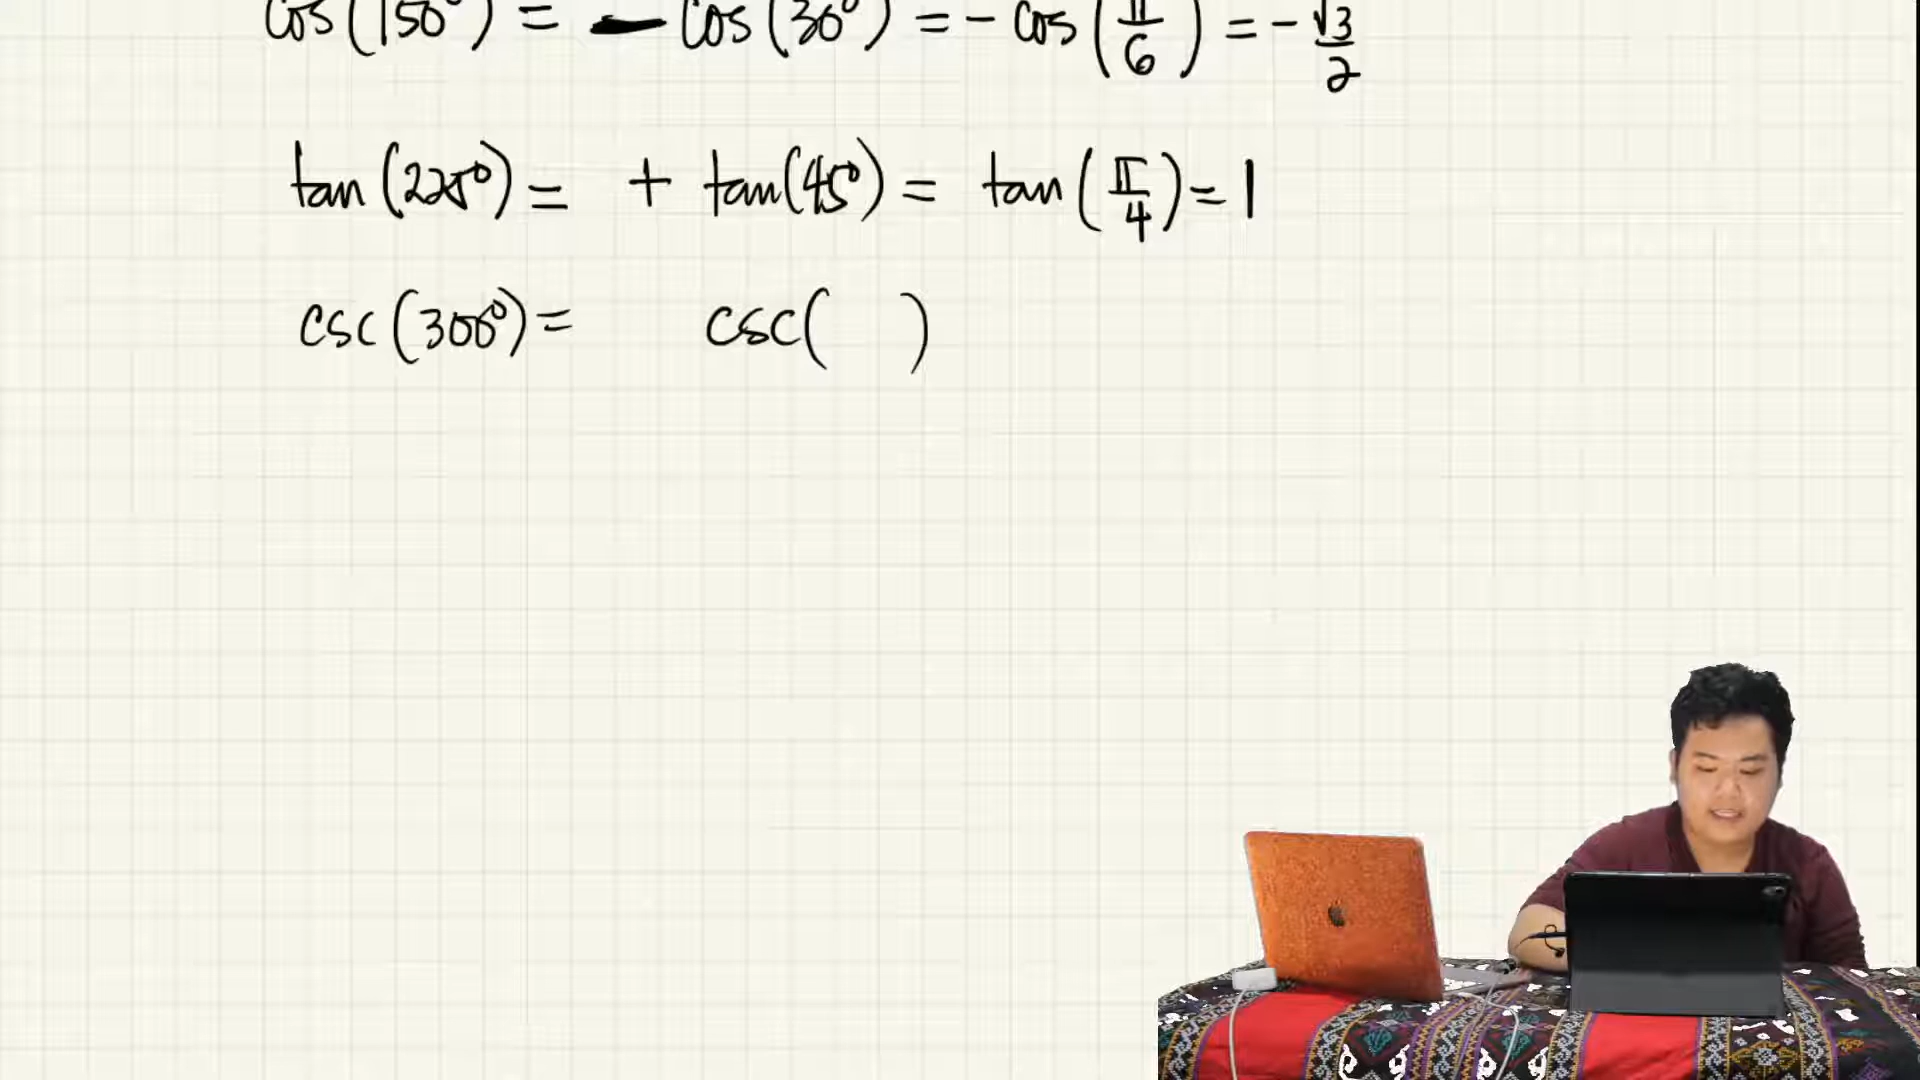 cos(150°) = - cos(30°) = - cos(π/6) = - √3/2
tan(225°) = + tan(45°) = tan(π/4) = 1
csc(300°) = csc( )